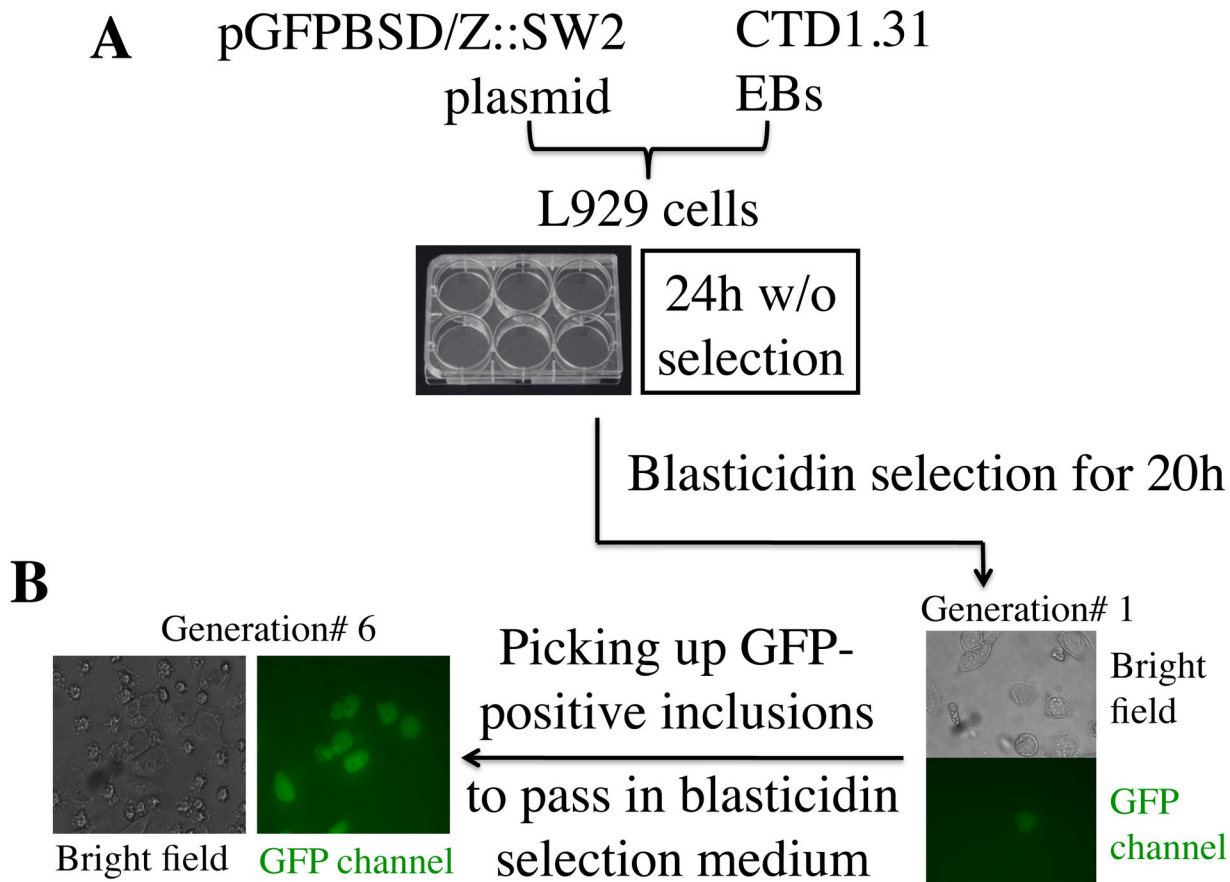 A
pGFPBSD/Z::SW2
plasmid
CTD1.31
EBs
L929 cells
24h w/o
selection
Blasticidin selection for 20h
B
Generation# 6
Bright field
GFP channel
Picking up GFP-
positive inclusions
to pass in blasticidin
selection medium
Generation# 1
Bright
field
GFP
channel